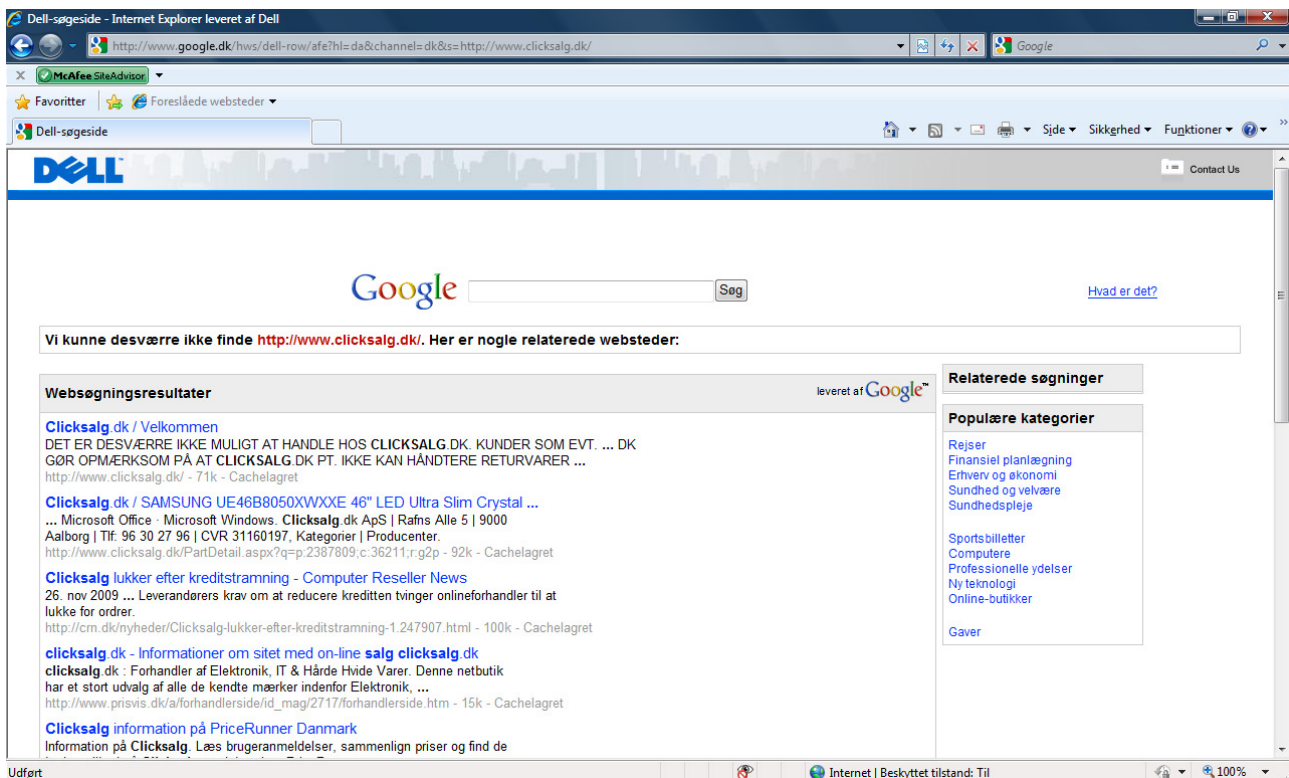 Dell-søgeside - Internet Explorer leveret af Dell
http://www.google.dk/hws/dell-row/afe?hl=da&channel=dk&s=http://www.clicksalg.dk/
Google
X McAfee SiteAdvisor
Favoritter Foreslåede websteder
Dell-søgeside
Side Sikkerhed Funktioner
DELL
Contact Us
Google Søg
Hvad er det?
Vi kunne desværre ikke finde http://www.clicksalg.dk/. Her er nogle relaterede websteder:
Websøgningsresultater
leveret af Google™
Clicksalg.dk / Velkommen
DET ER DESVÆRRE IKKE MULIGT AT HANDLE HOS CLICKSALG.DK. KUNDER SOM EVT. ... DK
GØR OPMÆRKSOM PÅ AT CLICKSALG.DK PT. IKKE KAN HÅNDTERE RETURVARER ...
http://www.clicksalg.dk/ - 71k - Cachelagret
Clicksalg.dk / SAMSUNG UE46B8050XWXXE 46" LED Ultra Slim Crystal ...
... Microsoft Office · Microsoft Windows. Clicksalg.dk ApS | Rafns Alle 5 | 9000
Aalborg | Tlf: 96 30 27 96 | CVR 31160197, Kategorier | Producenter.
http://www.clicksalg.dk/PartDetail.aspx?q=p:2387809;c:36211;r:g2p - 92k - Cachelagret
Clicksalg lukker efter kreditstramning - Computer Reseller News
26. nov 2009 ... Leverandørers krav om at reducere kreditten tvinger onlineforhandler til at
lukke for ordrer.
http://crn.dk/nyheder/Clicksalg-lukker-efter-kreditstramning-1.247907.html - 100k - Cachelagret
clicksalg.dk - Informationer om sitet med on-line salg clicksalg.dk
clicksalg.dk : Forhandler af Elektronik, IT & Hårde Hvide Varer. Denne netbutik
har et stort udvalg af alle de kendte mærker indenfor Elektronik, ...
http://www.prisvis.dk/a/forhandlerside/id_mag/2717/forhandlerside.htm - 15k - Cachelagret
Clicksalg information på PriceRunner Danmark
Information på Clicksalg. Læs brugeranmeldelser, sammenlign priser og find de
Relaterede søgninger
Populære kategorier
Rejser
Finansiel planlægning
Erhverv og økonomi
Sundhed og velvære
Sundhedspleje
Sportsbilletter
Computere
Professionelle ydelser
Ny teknologi
Online-butikker
Gaver
Udført
Internet | Beskyttet tilstand: Til
100%